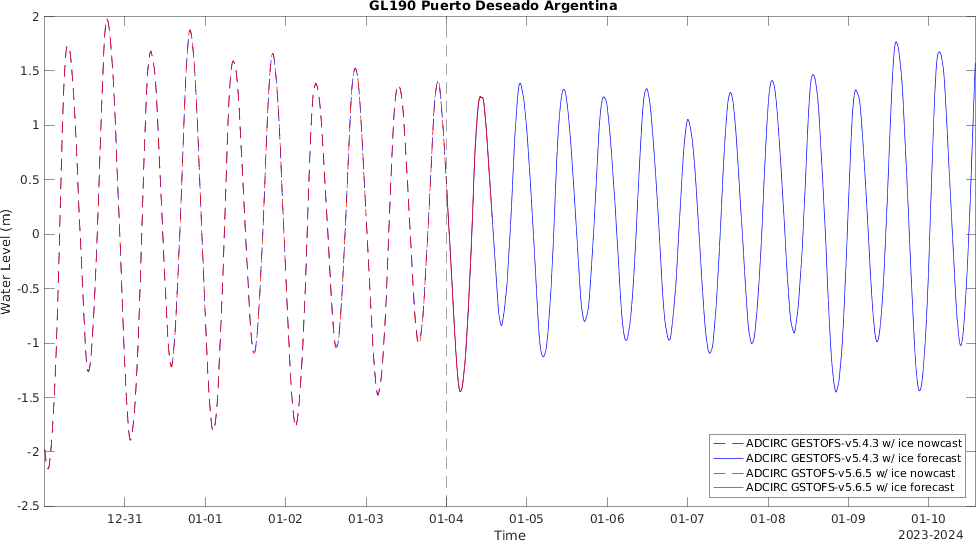 GL190 Puerto Deseado Argentina
2
1.5
1
0.5
0
-0.5
-1
-1.5
-2
-2.5
Water Level (m)
ADCIRC GESTOFS-v5.4.3 w/ ice nowcast
ADCIRC GESTOFS-v5.4.3 w/ ice forecast
ADCIRC GSTOFS-v5.6.5 w/ ice nowcast
ADCIRC GSTOFS-v5.6.5 w/ ice forecast
12-31 01-01 01-02 01-03 01-04 01-05 01-06 01-07 01-08 01-09 01-10
Time
2023-2024